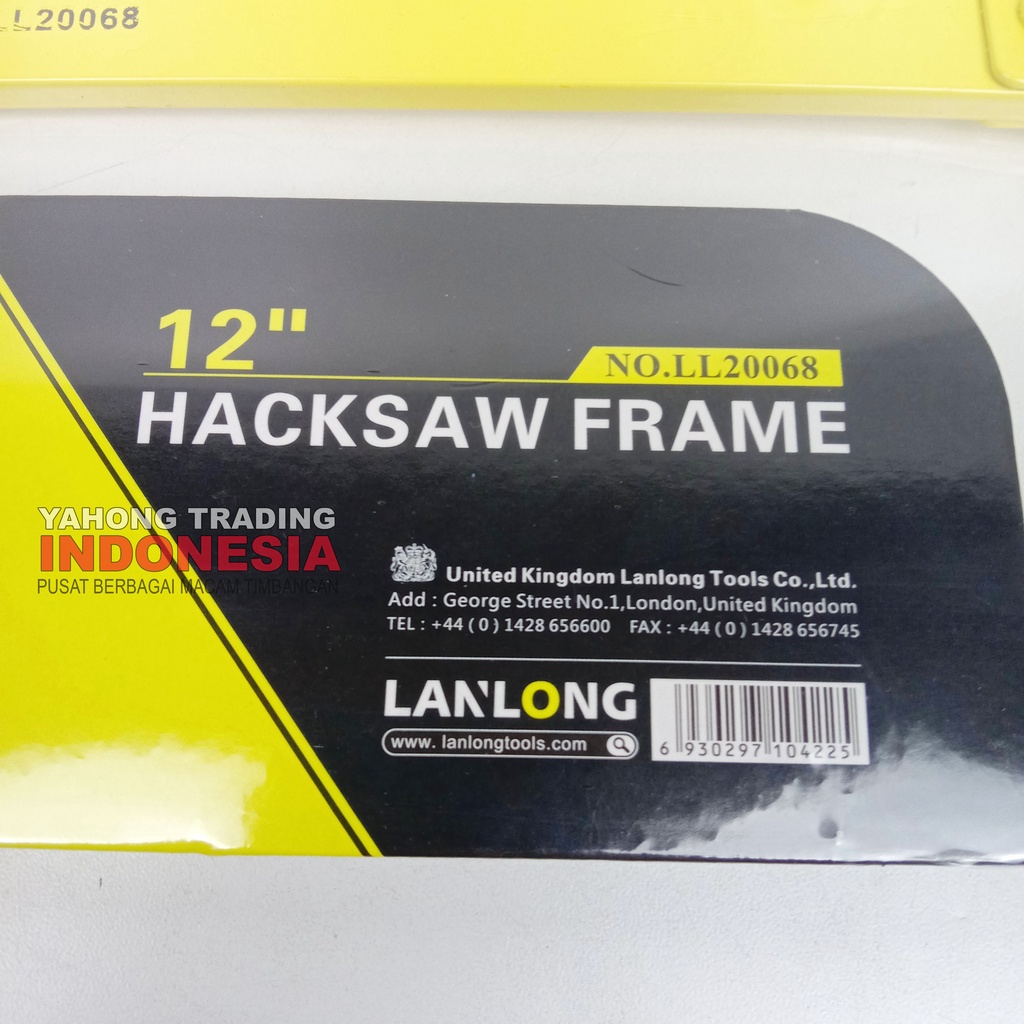 LL20068
12"
NO.LL20068
HACKSAW FRAME
YAHONG TRADING
INDONESIA
PUSAT BERBAGAI MACAM TIMBANGAN
United Kingdom Lanlong Tools Co.,Ltd.
Add : George Street No.1,London,United Kingdom
TEL : +44 ( 0 ) 1428 656600 FAX : +44 ( 0 ) 1428 656745
LANLONG
www. lanlongtools.com
6 930297 104225